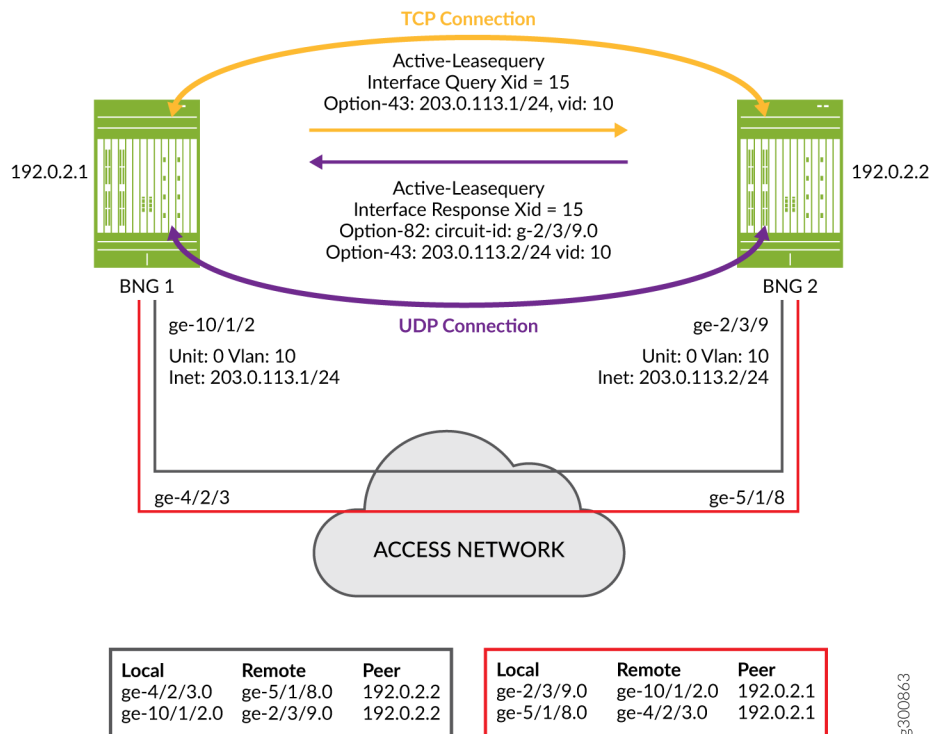 TCP Connection
Active-Leasequery
Interface Query Xid = 15
Option-43: 203.0.113.1/24, vid: 10
192.0.2.1
192.0.2.2
Active-Leasequery
Interface Response Xid = 15
Option-82: circuit-id: g-2/3/9.0
Option-43: 203.0.113.2/24 vid: 10
BNG 1
BNG 2
UDP Connection
ge-10/1/2
Unit: 0 Vlan: 10
Inet: 203.0.113.1/24
ge-2/3/9
Unit: 0 Vlan: 10
Inet: 203.0.113.2/24
ge-4/2/3
ge-5/1/8
ACCESS NETWORK
Local Remote Peer
ge-4/2/3.0 ge-5/1/8.0 192.0.2.2
ge-10/1/2.0 ge-2/3/9.0 192.0.2.2
Local Remote Peer
ge-2/3/9.0 ge-10/1/2.0 192.0.2.1
ge-5/1/8.0 ge-4/2/3.0 192.0.2.1
g300863